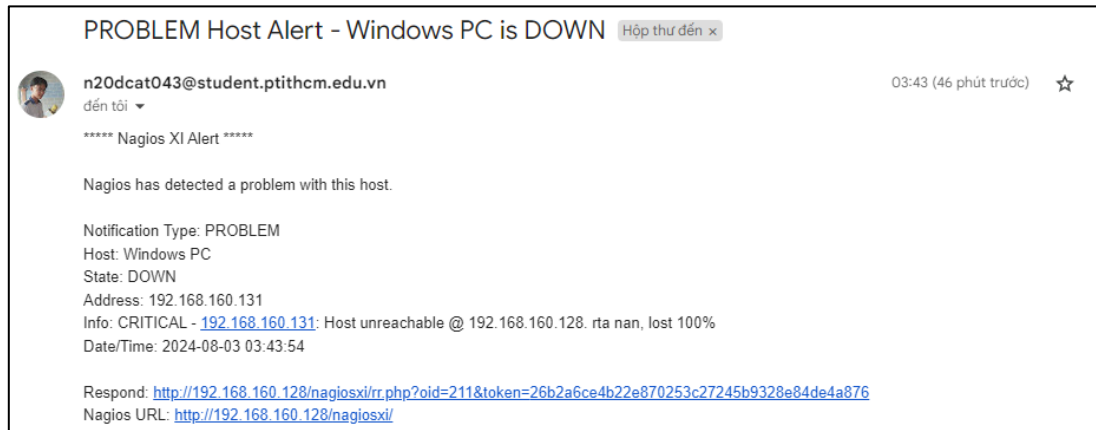 PROBLEM Host Alert - Windows PC is DOWN Hộp thư đến ×
n20dcat043@student.ptithcm.edu.vn 03:43 (46 phút trước)
đến tôi
***** Nagios XI Alert *****
Nagios has detected a problem with this host.
Notification Type: PROBLEM
Host: Windows PC
State: DOWN
Address: 192.168.160.131
Info: CRITICAL - 192.168.160.131: Host unreachable @ 192.168.160.128. rta nan, lost 100%
Date/Time: 2024-08-03 03:43:54
Respond: http://192.168.160.128/nagiosxi/rr.php?oid=211&token=26b2a6ce4b22e870253c27245b9328e84de4a876
Nagios URL: http://192.168.160.128/nagiosxi/